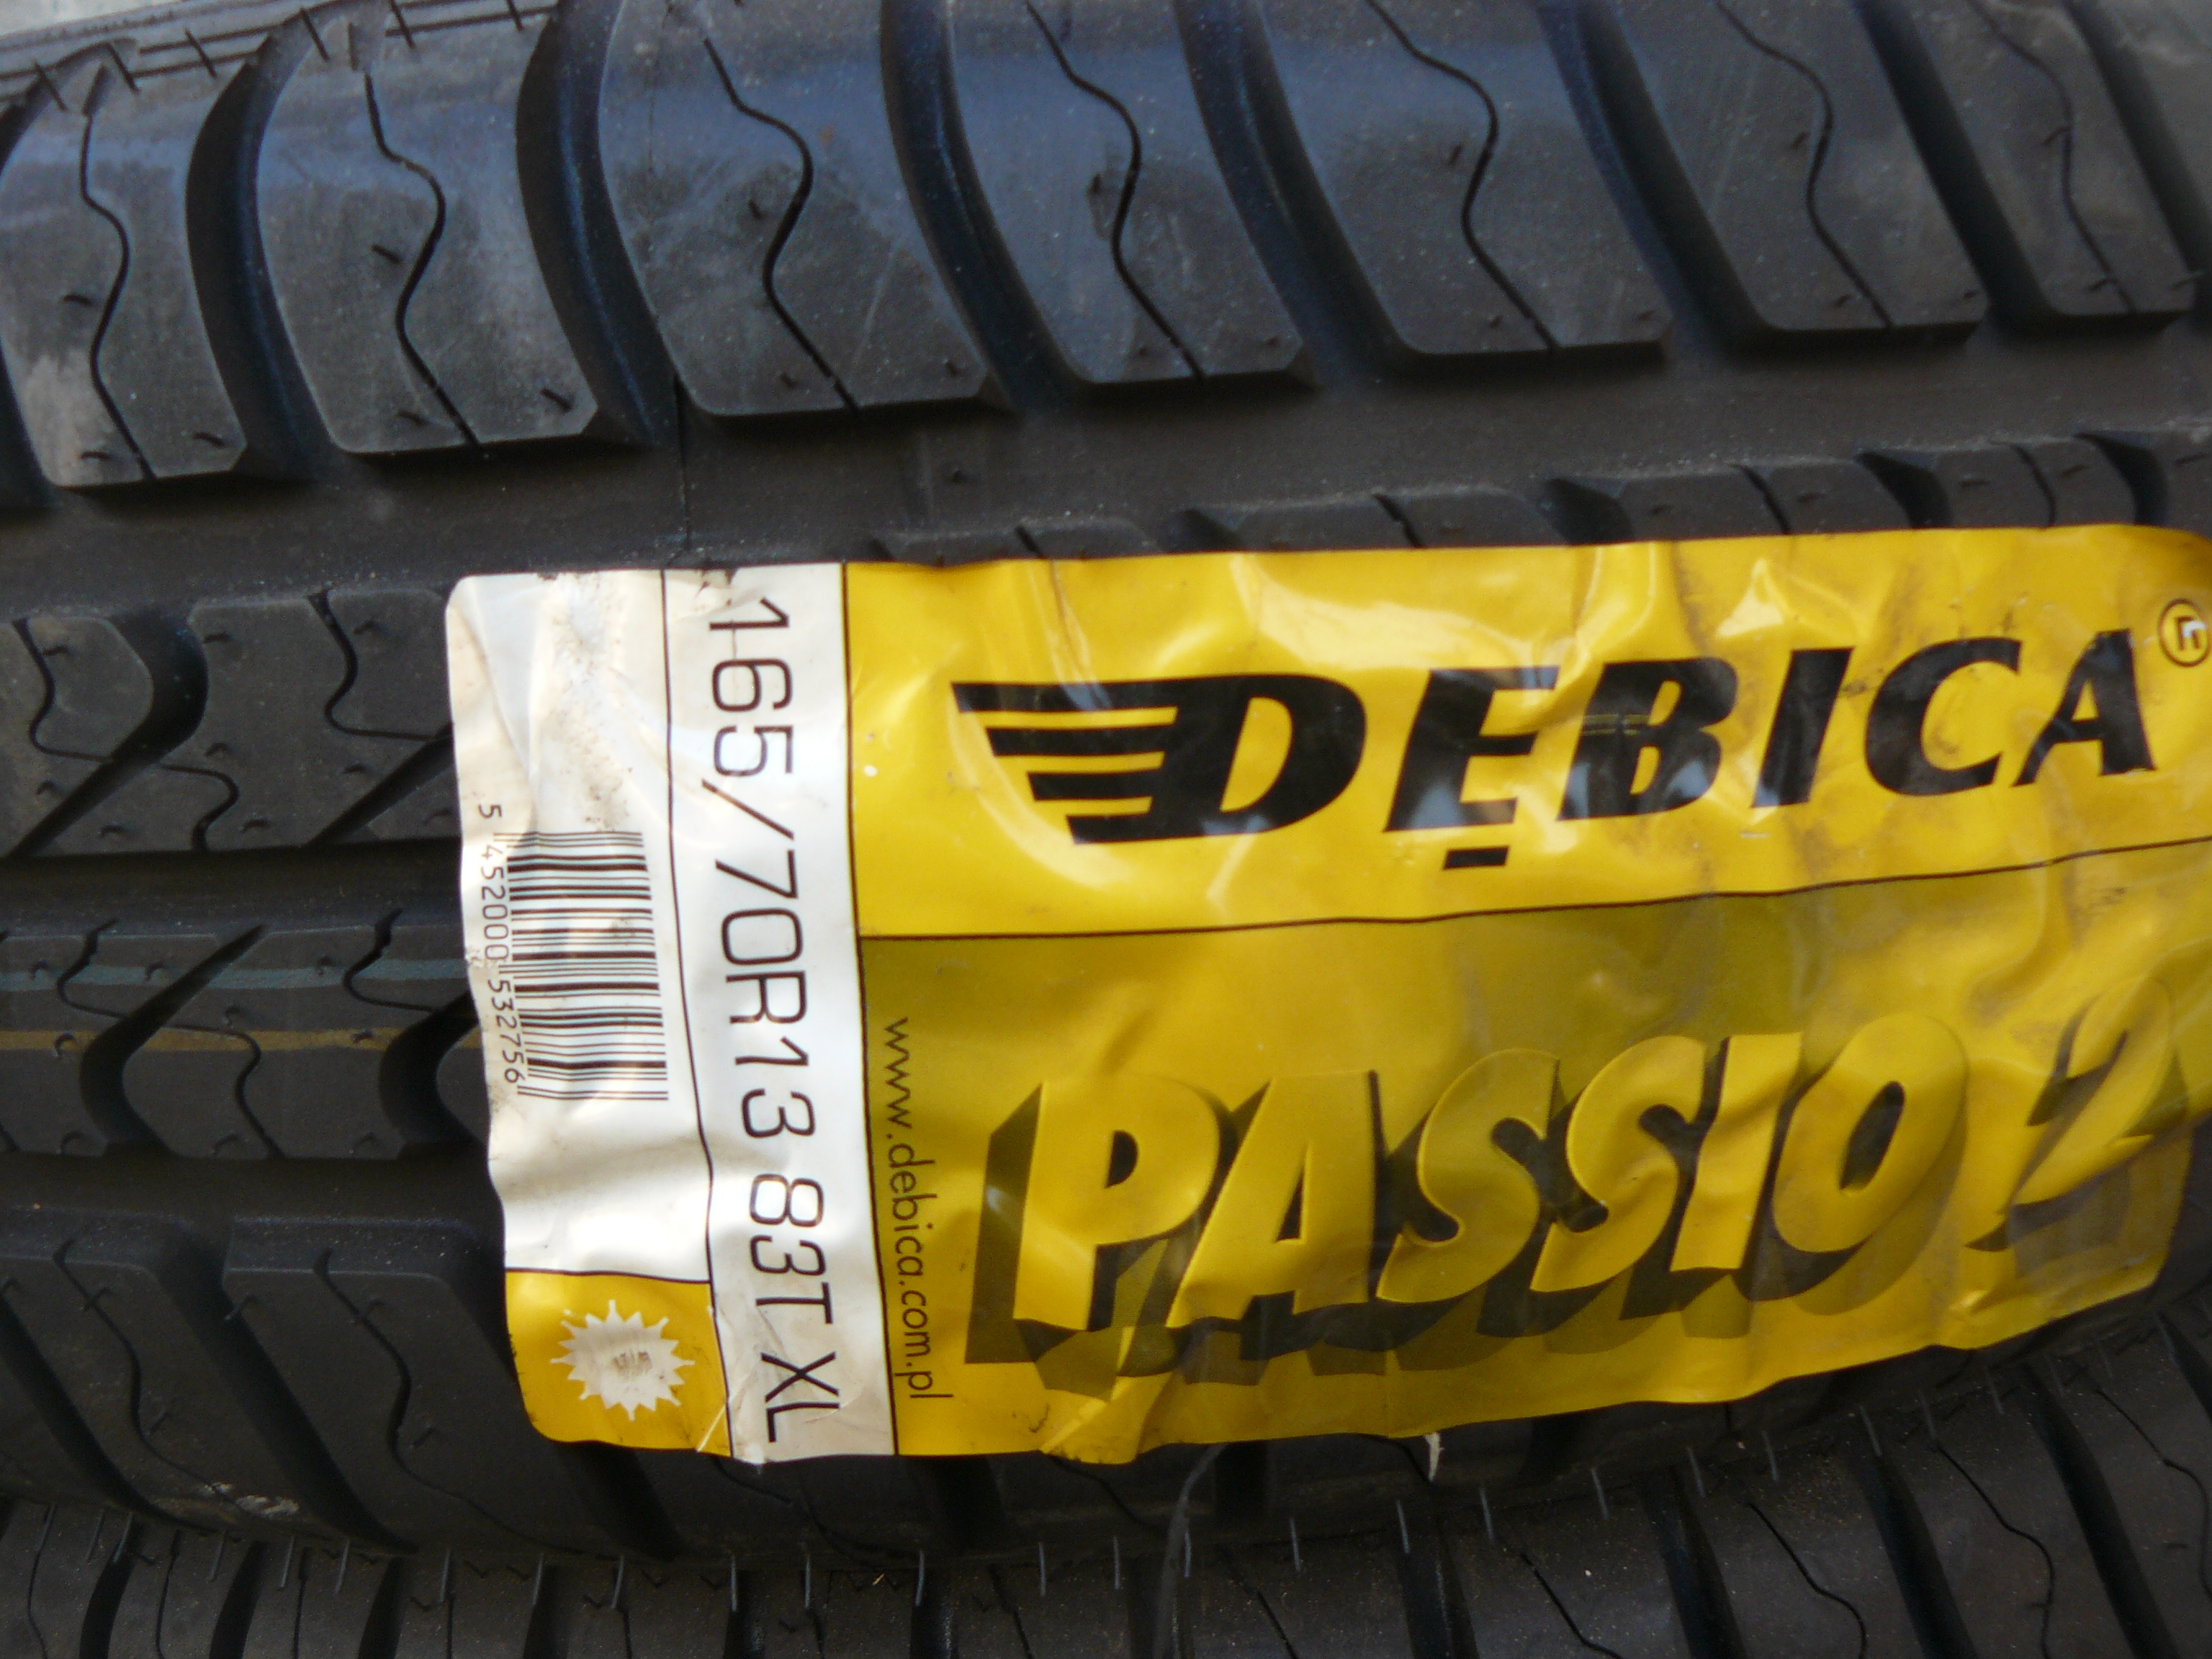 DĘBICA®
PASSIO 2
www.debica.com.pl
165/70R13 83T XL
5 452000 532756